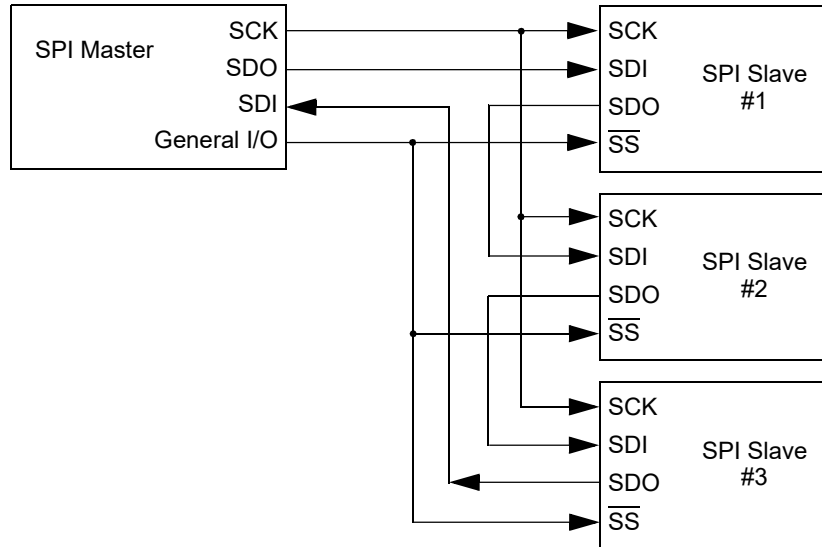 SPI Master
SCK
SDO
SDI
General I/O
SCK
SDI
SDO
SS
SPI Slave
#1
SCK
SDI
SDO
SS
SPI Slave
#2
SCK
SDI
SDO
SS
SPI Slave
#3